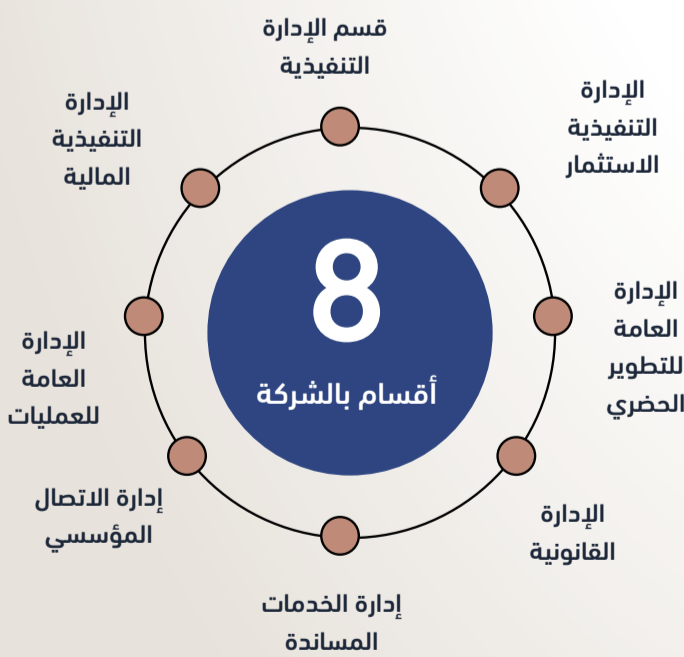 قسم الإدارة
التنفيذية
الإدارة
التنفيذية
الاستثمار
الإدارة
العامة
للتطوير
الحضري
الإدارة
القانونية
إدارة الخدمات
المساندة
إدارة الاتصال
المؤسسي
الإدارة
العامة
للعمليات
الإدارة
التنفيذية
المالية
8
أقسام بالشركة